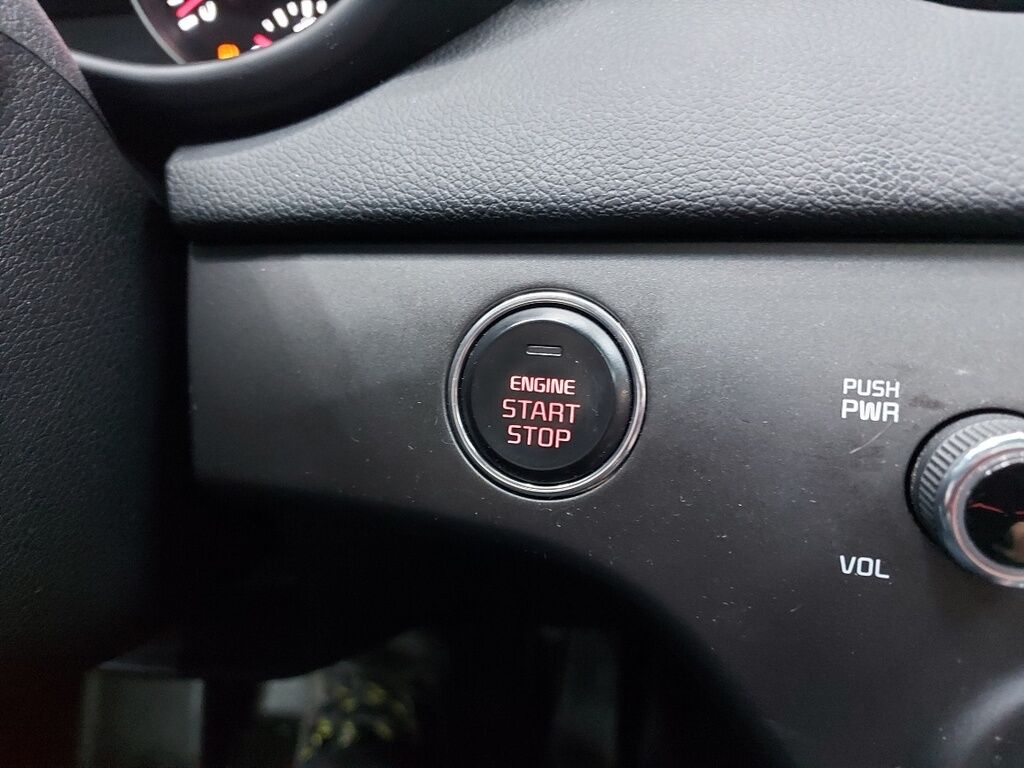 ENGINE
START
STOP
PUSH
PWR
VOL